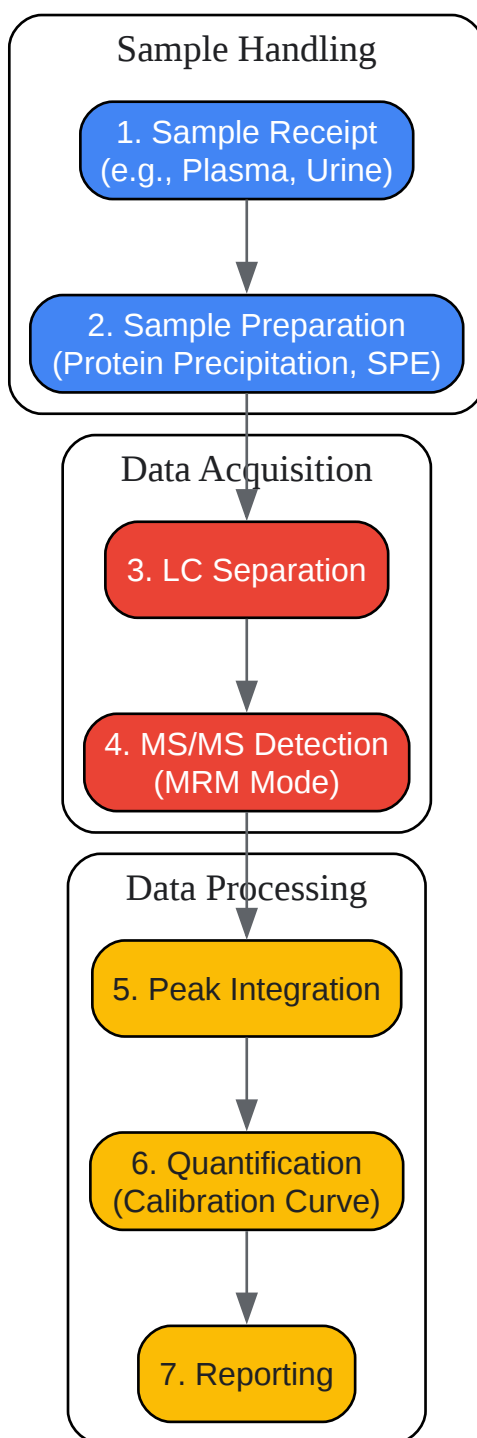 Sample Handling
1. Sample Receipt
(e.g., Plasma, Urine)
2. Sample Preparation
(Protein Precipitation, SPE)
Data Acquisition
3. LC Separation
4. MS/MS Detection
(MRM Mode)
Data Processing
5. Peak Integration
6. Quantification
(Calibration Curve)
7. Reporting